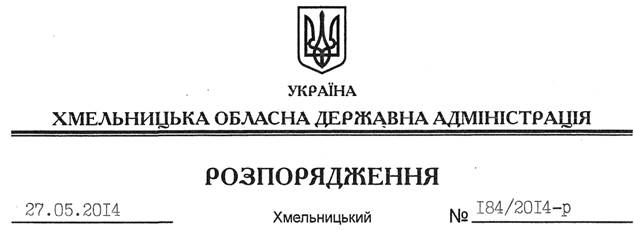 УКРАЇНА
ХМЕЛЬНИЦЬКА ОБЛАСНА ДЕРЖАВНА АДМІНІСТРАЦІЯ
РОЗПОРЯДЖЕННЯ
27.05.2014 Хмельницький № 184/2014-р